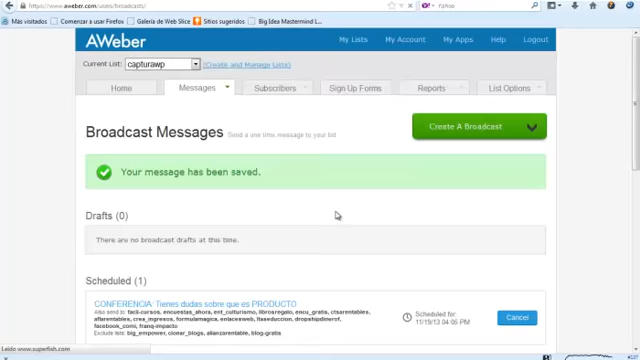 https://www.aweber.com/users/broadcasts/
Yahoo
Más visitados
Comenzar a usar Firefox
Galería de Web Slice
Sitios sugeridos
Big Idea Mastermind L...
AWeber
My Lists
My Account
My Apps
Help
Logout
Current List:
capturawp
(Create and Manage Lists)
Home
Messages
Subscribers
Sign Up Forms
Reports
List Options
Broadcast Messages
Send a one time message to your list
Create A Broadcast
Your message has been saved.
Drafts (0)
There are no broadcast drafts at this time.
Scheduled (1)
CONFERENCIA: Tienes dudas sobre que es PRODUCTO
Also send to: facil-cursos, encuestas_ahora, ent_culturismo, librosregalo, encu_gratis, ctsarentables,
afiarentables, crea_ingresos, formulamagica, enlacesweb, ltaseduccion, dropshipdineref,
facebook_comi, franq-impacto
Exclude lists: big_empower, clonar_blogs, alianzarentable, blog-gratis
Scheduled for:
11/19/13 04:05 PM
Cancel
Leído www.superfish.com